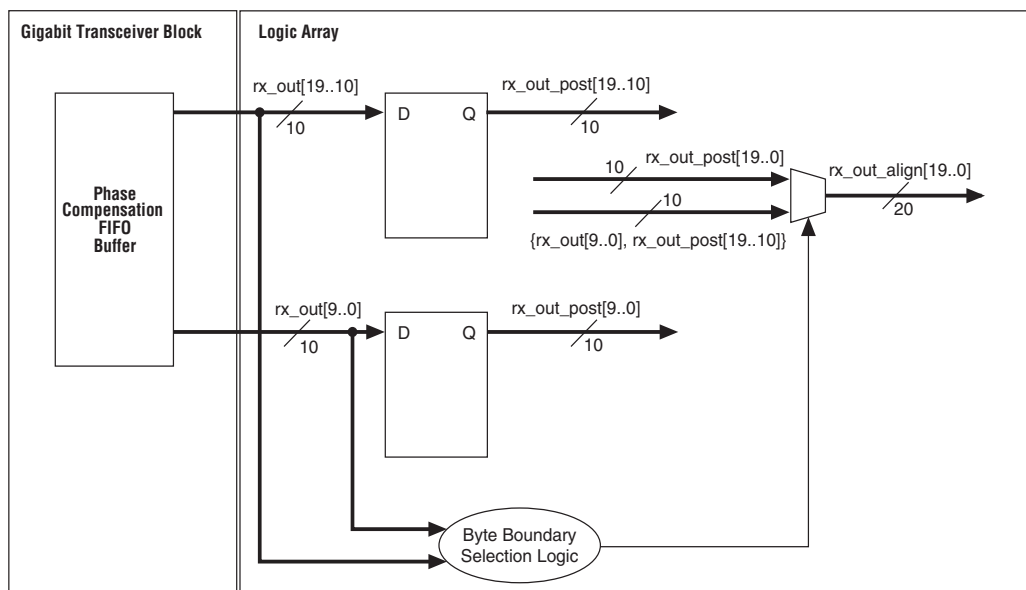 Gigabit Transceiver Block
Logic Array
rx_out[19..10]
10
D
Q
rx_out_post[19..10]
10
Phase
Compensation
FIFO
Buffer
10
rx_out_post[19..0]
10
{rx_out[9..0], rx_out_post[19..10]}
rx_out_align[19..0]
20
rx_out[9..0]
10
D
Q
rx_out_post[9..0]
10
Byte Boundary
Selection Logic